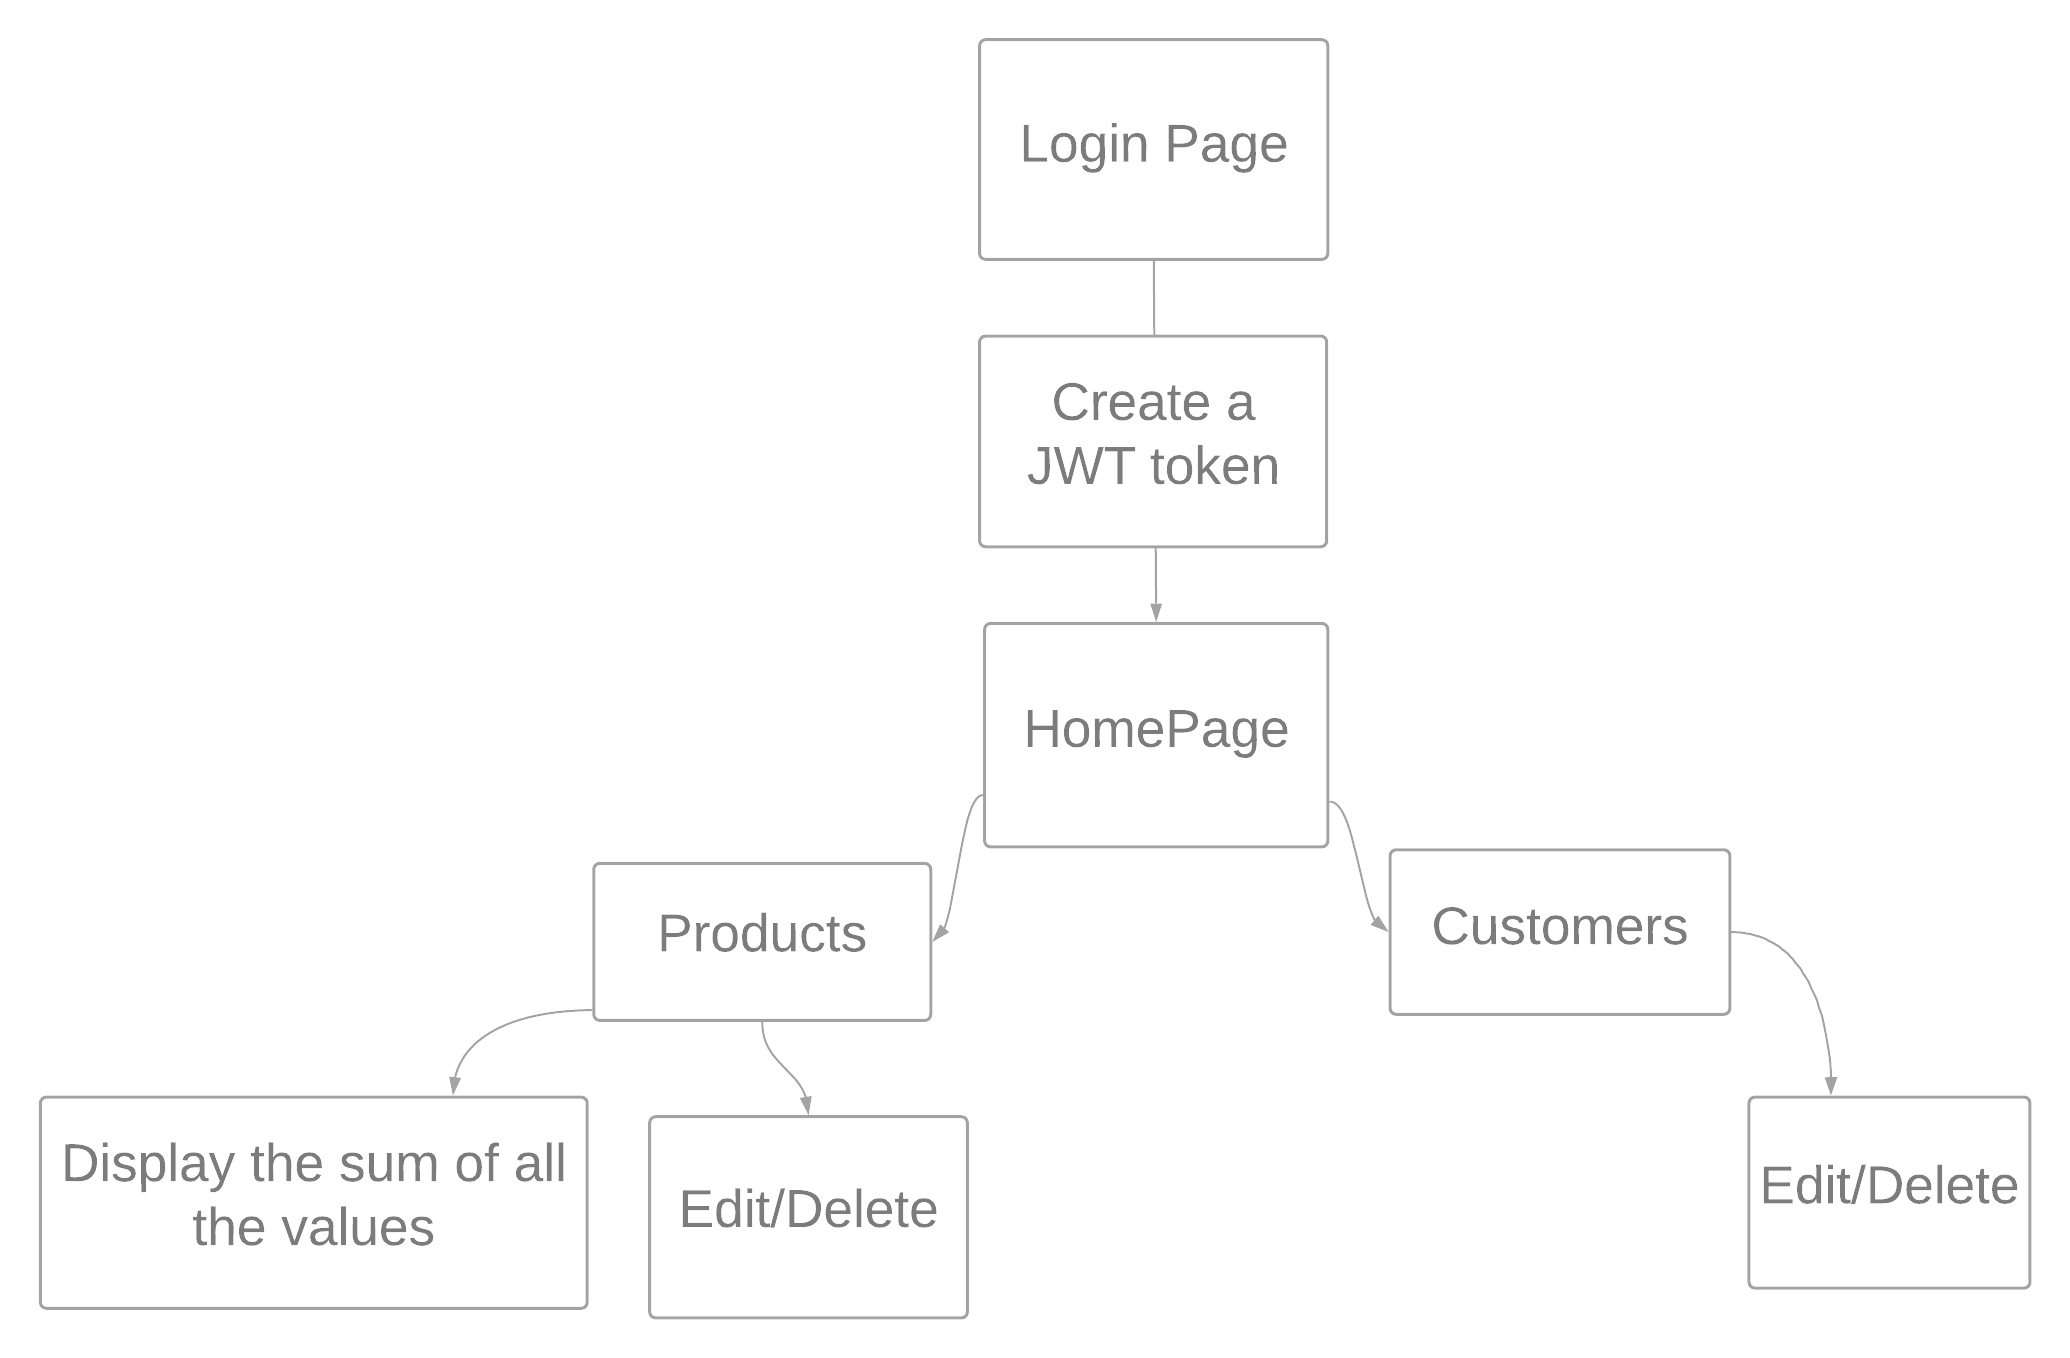 Login Page
Create a
JWT token
HomePage
Products
Customers
Display the sum of all
the values
Edit/Delete
Edit/Delete